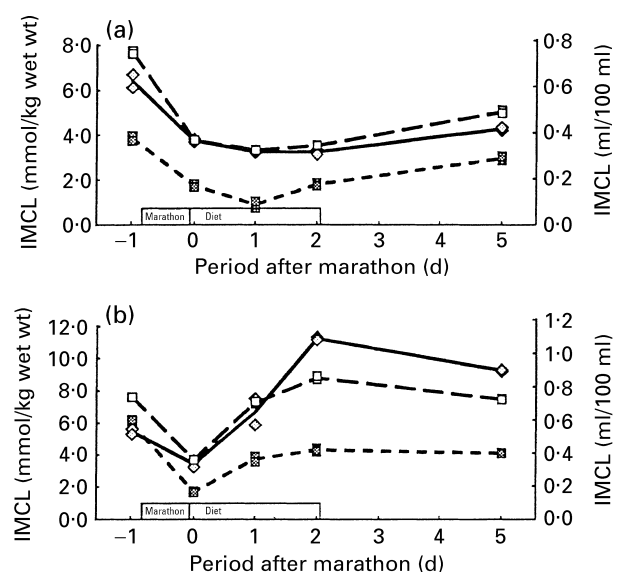 (a)
IMCL (mmol/kg wet wt)
8·0
6·0
4·0
2·0
0·0
0·8
0·6
0·4
0·2
0·0
IMCL (ml/100 ml)
Marathon
Diet
−1 0 1 2 3 4 5
Period after marathon (d)
(b)
IMCL (mmol/kg wet wt)
12·0
10·0
8·0
6·0
4·0
2·0
0·0
1·2
1·0
0·8
0·6
0·4
0·2
0·0
IMCL (ml/100 ml)
Marathon
Diet
−1 0 1 2 3 4 5
Period after marathon (d)